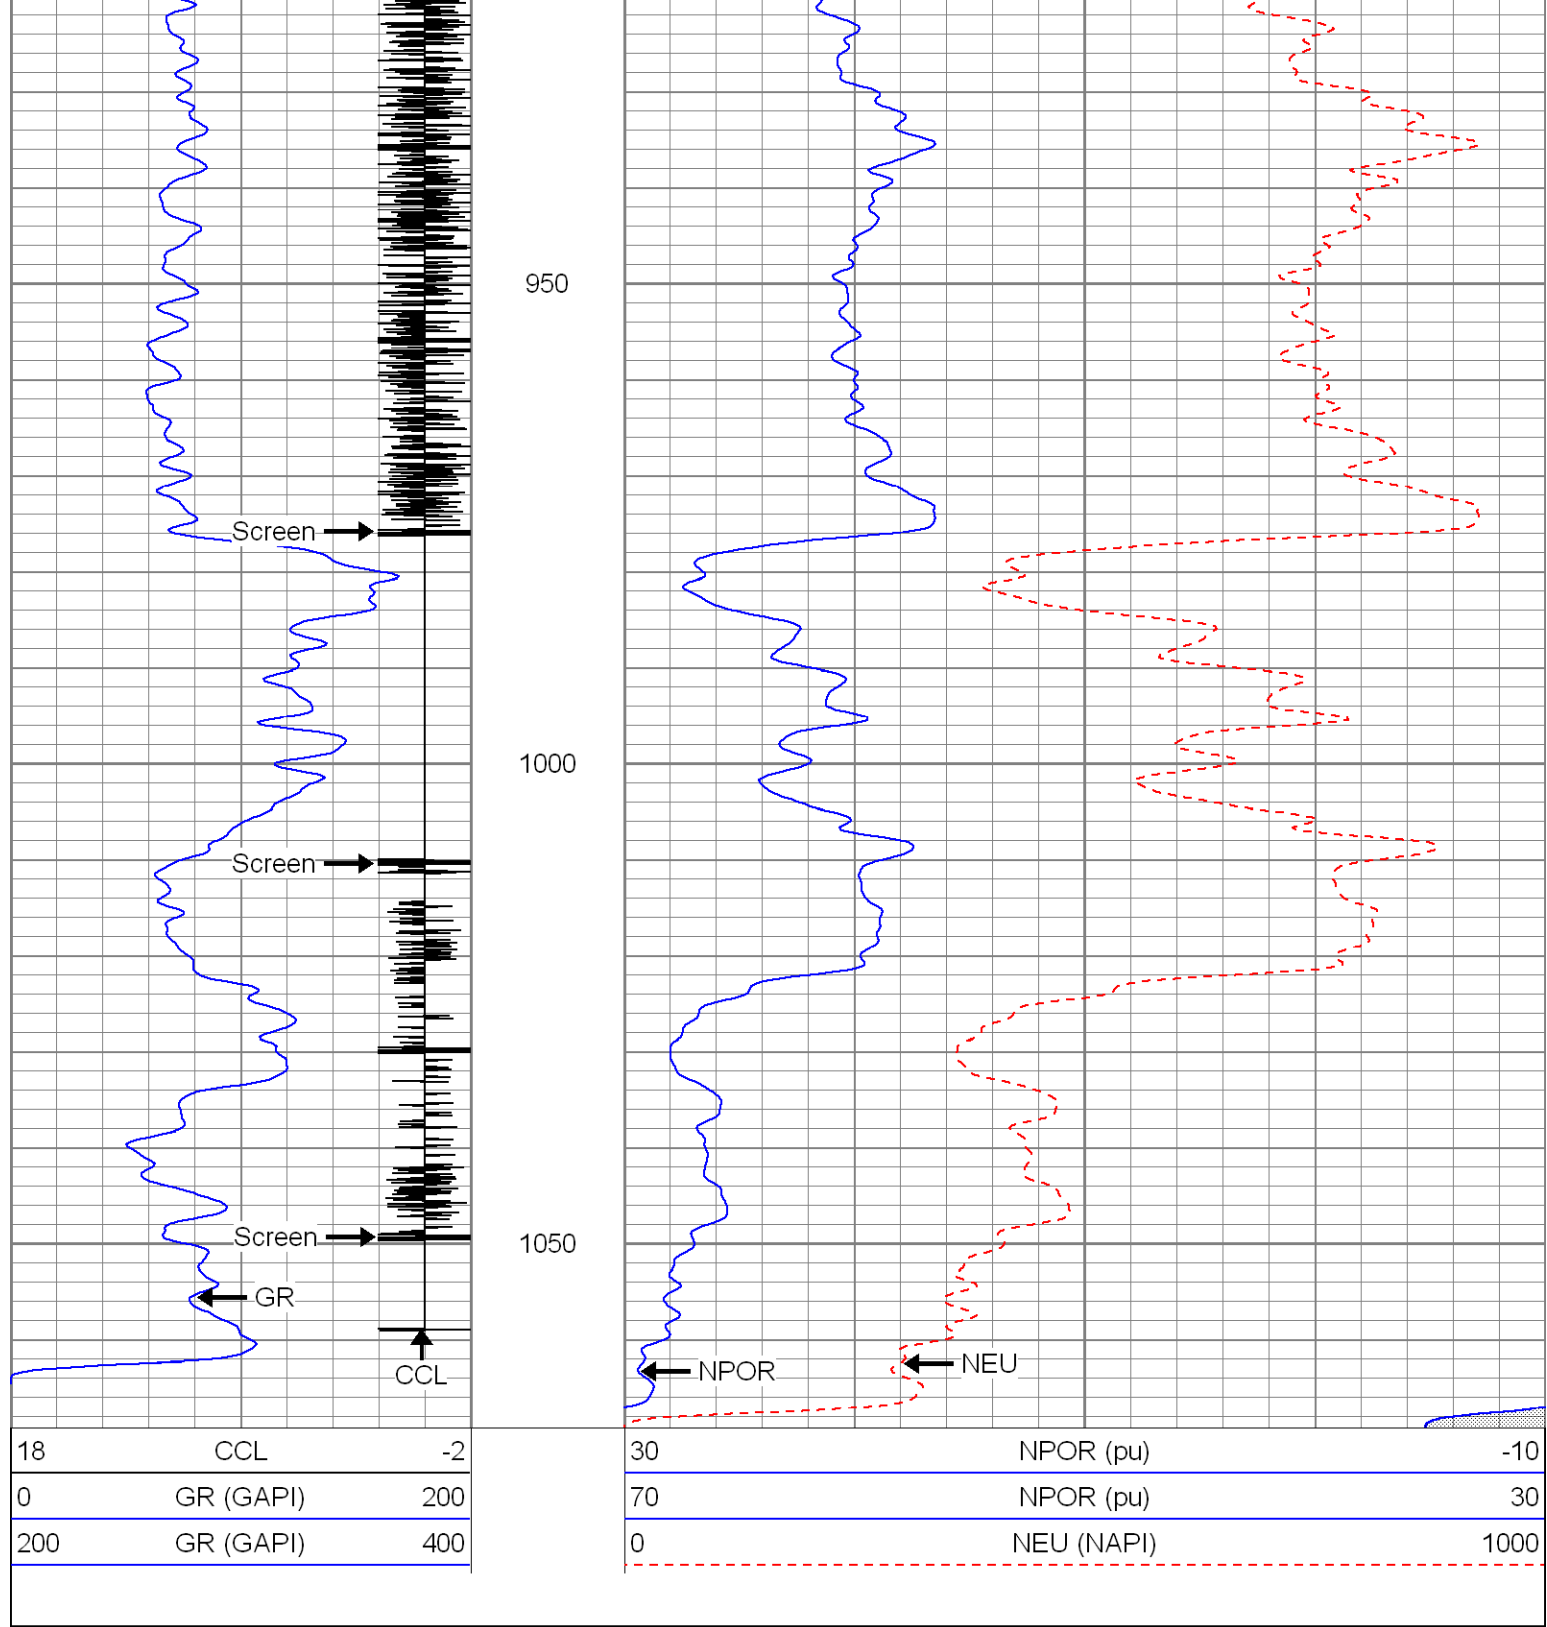 950
Screen
1000
Screen
1050
Screen
GR
NEU
NPOR
CCL
18 CCL -2 30 NPOR (pu) -10
0 GR (GAPI) 200 70 NPOR (pu) 30
200 GR (GAPI) 400 0 NEU (NAPI) 1000